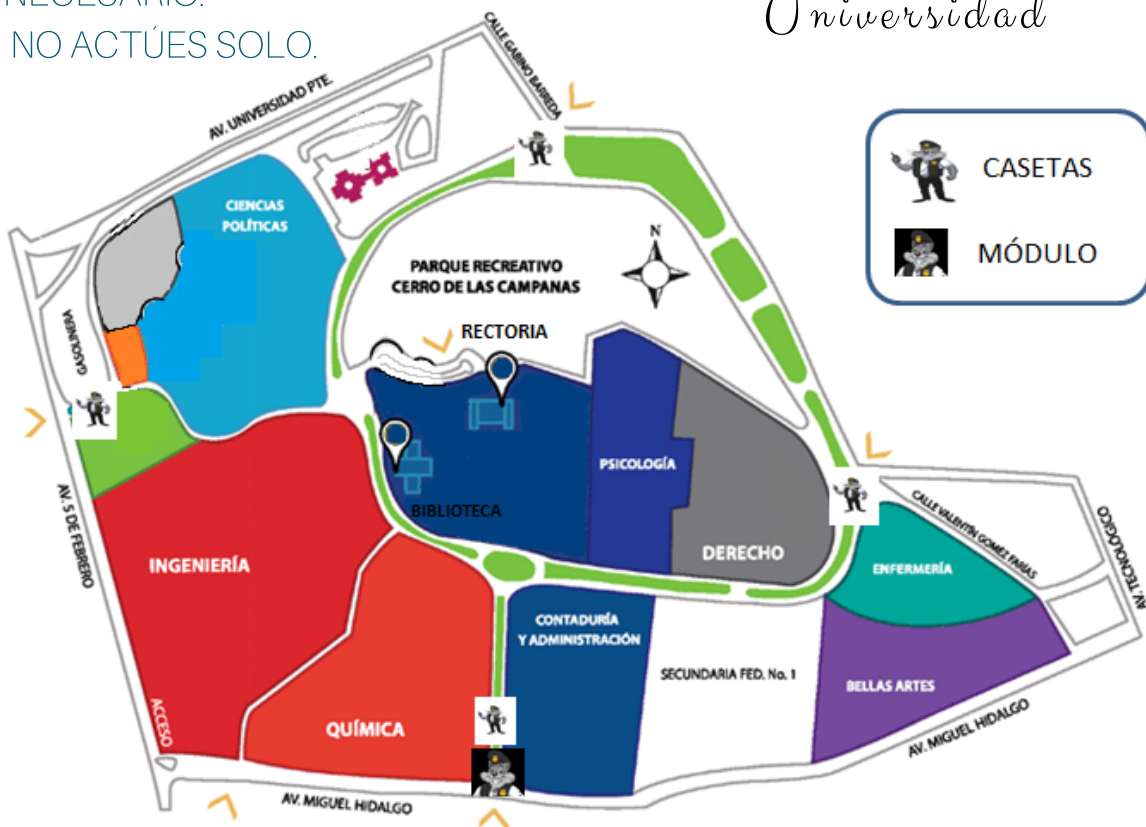 NECESARIO.
NO ACTÚES SOLO.
Universidad
CALLE GABINO BARREDA
AV. UNIVERSIDAD PTE.
CASETAS
MÓDULO
CIENCIAS
POLÍTICAS
N
PARQUE RECREATIVO
CERRO DE LAS CAMPANAS
GASOLINERA
RECTORIA
PSICOLOGÍA
BIBLIOTECA
AV. 5 DE FEBRERO
INGENIERÍA
DERECHO
CALLE VALENTÍN GOMEZ FARÍAS
AV. TECNOLÓGICO
ENFERMERÍA
CONTADURÍA
Y ADMINISTRACIÓN
SECUNDARIA FED. No. 1
BELLAS ARTES
ACCESO
QUÍMICA
AV. MIGUEL HIDALGO
AV. MIGUEL HIDALGO